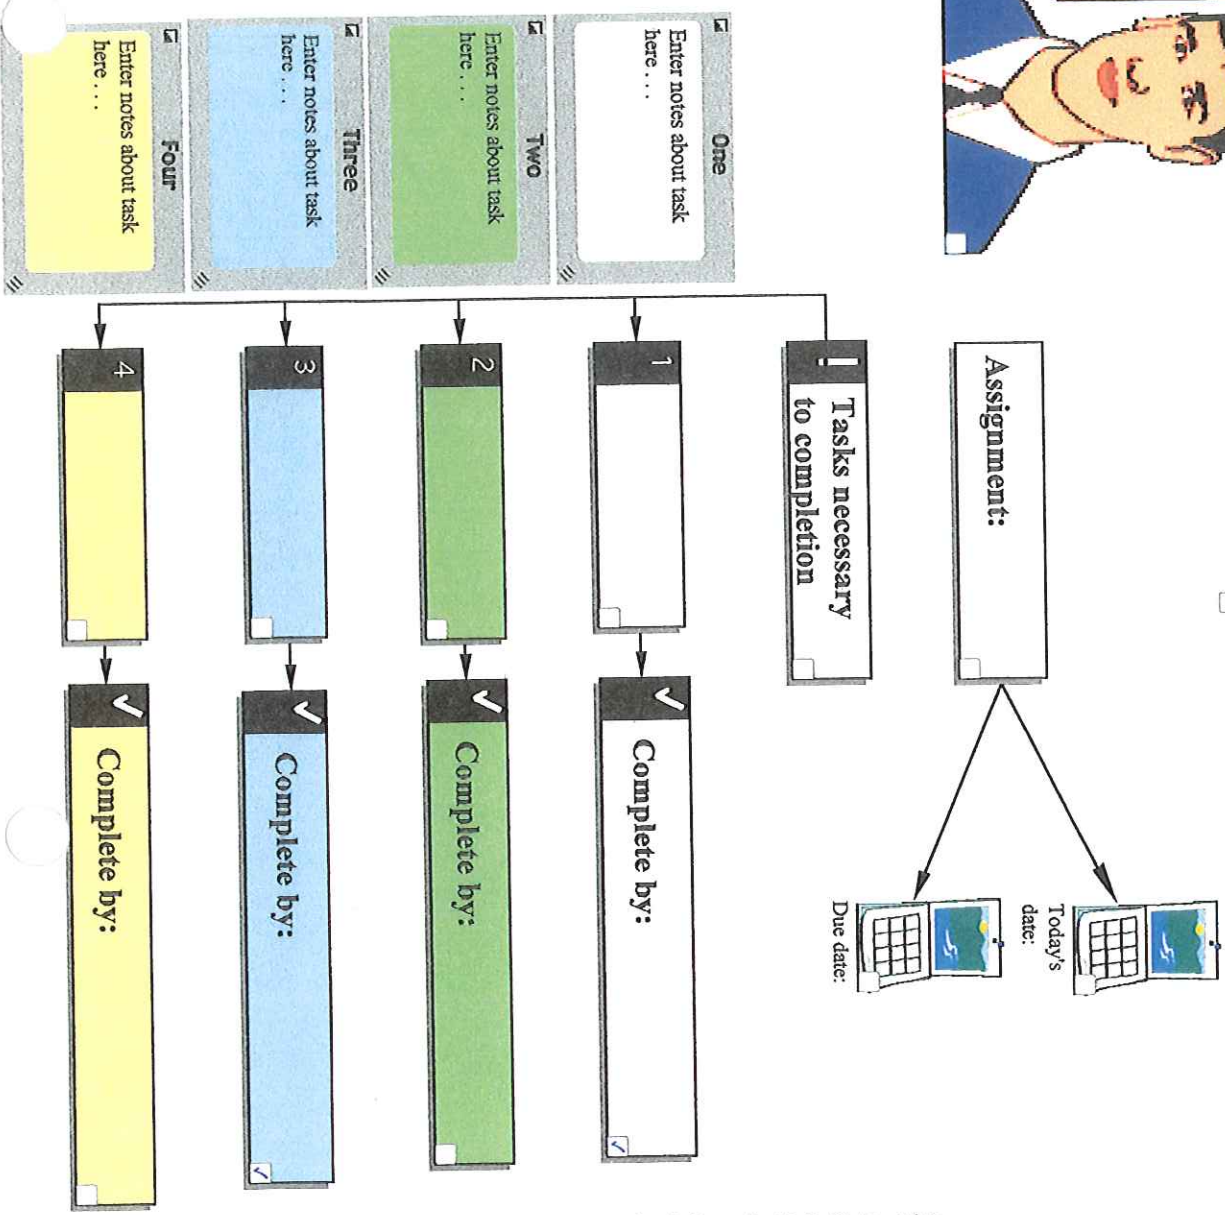 Assignment:
Today's
date:
Due date:
!
Tasks necessary
to completion
One
Enter notes about task
here . . .
1
Complete by:
Two
Enter notes about task
here . . .
2
Complete by:
Three
Enter notes about task
here . . .
3
Complete by:
Four
Enter notes about task
here . . .
4
Complete by: